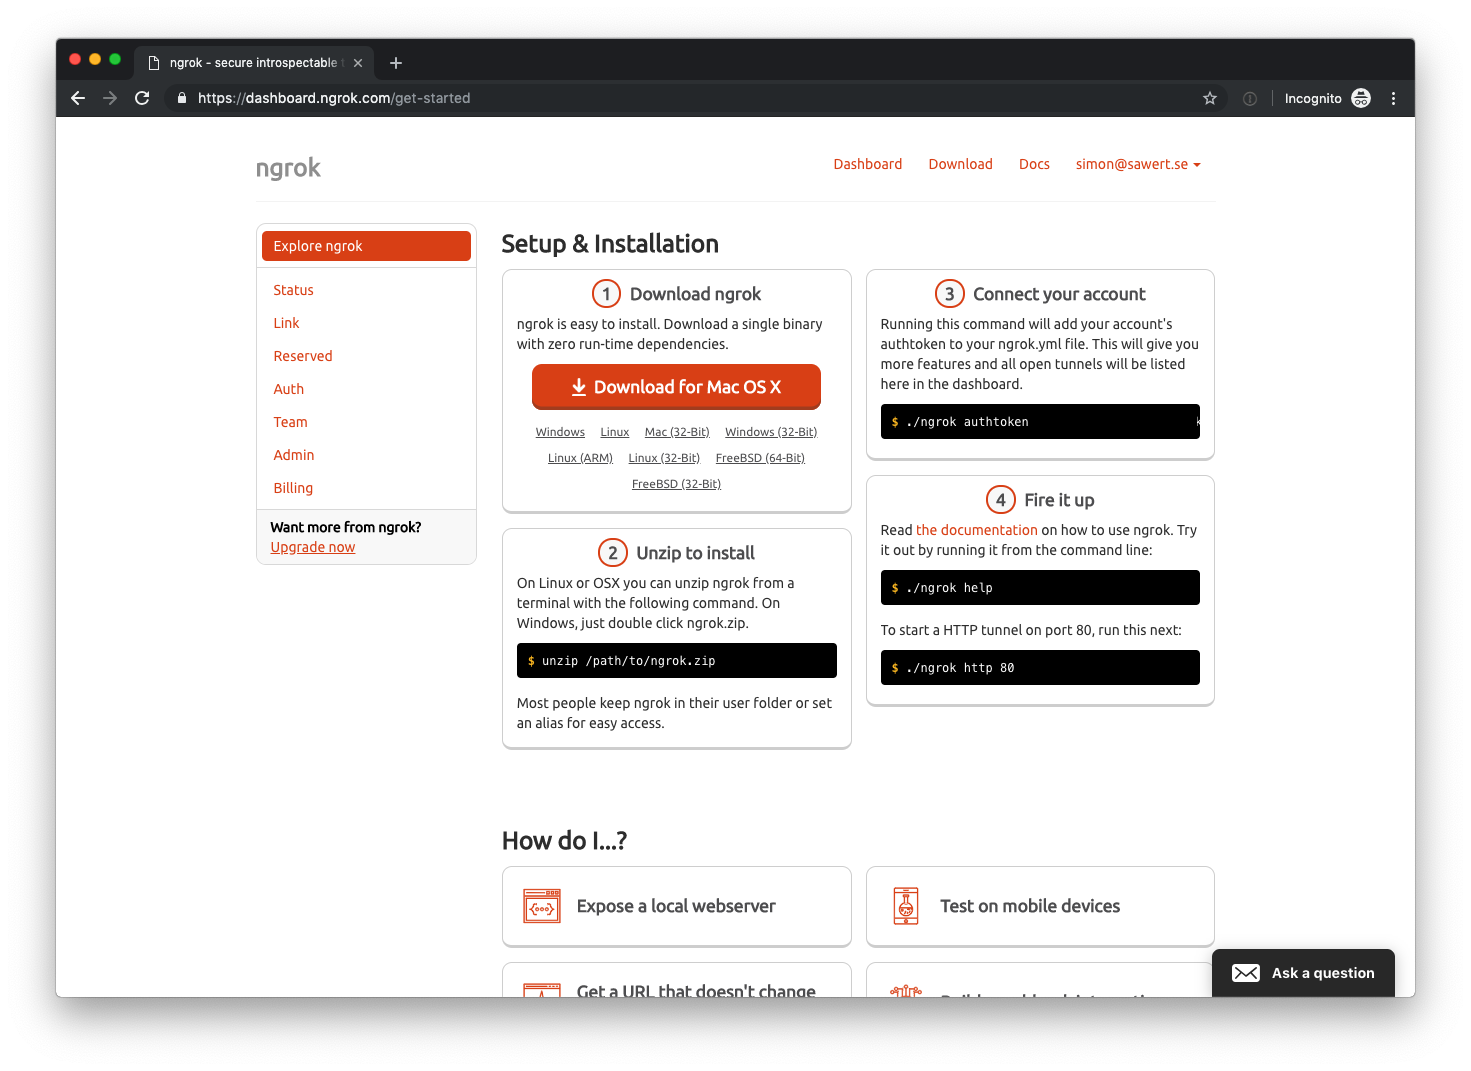 ngrok - secure introspectable
https://dashboard.ngrok.com/get-started
Incognito
ngrok
Dashboard
Download
Docs
simon@sawert.se
Explore ngrok
Status
Link
Reserved
Auth
Team
Admin
Billing
Want more from ngrok?
Upgrade now
Setup & Installation
1 Download ngrok
ngrok is easy to install. Download a single binary
with zero run-time dependencies.
Download for Mac OS X
Windows Linux Mac (32-Bit) Windows (32-Bit)
Linux (ARM) Linux (32-Bit) FreeBSD (64-Bit)
FreeBSD (32-Bit)
2 Unzip to install
On Linux or OSX you can unzip ngrok from a
terminal with the following command. On
Windows, just double click ngrok.zip.
$ unzip /path/to/ngrok.zip
Most people keep ngrok in their user folder or set
an alias for easy access.
3 Connect your account
Running this command will add your account's
authtoken to your ngrok.yml file. This will give you
more features and all open tunnels will be listed
here in the dashboard.
$ ./ngrok authtoken
4 Fire it up
Read the documentation on how to use ngrok. Try
it out by running it from the command line:
$ ./ngrok help
To start a HTTP tunnel on port 80, run this next:
$ ./ngrok http 80
How do I...?
Expose a local webserver
Test on mobile devices
Get a URL that doesn't change
Ask a question